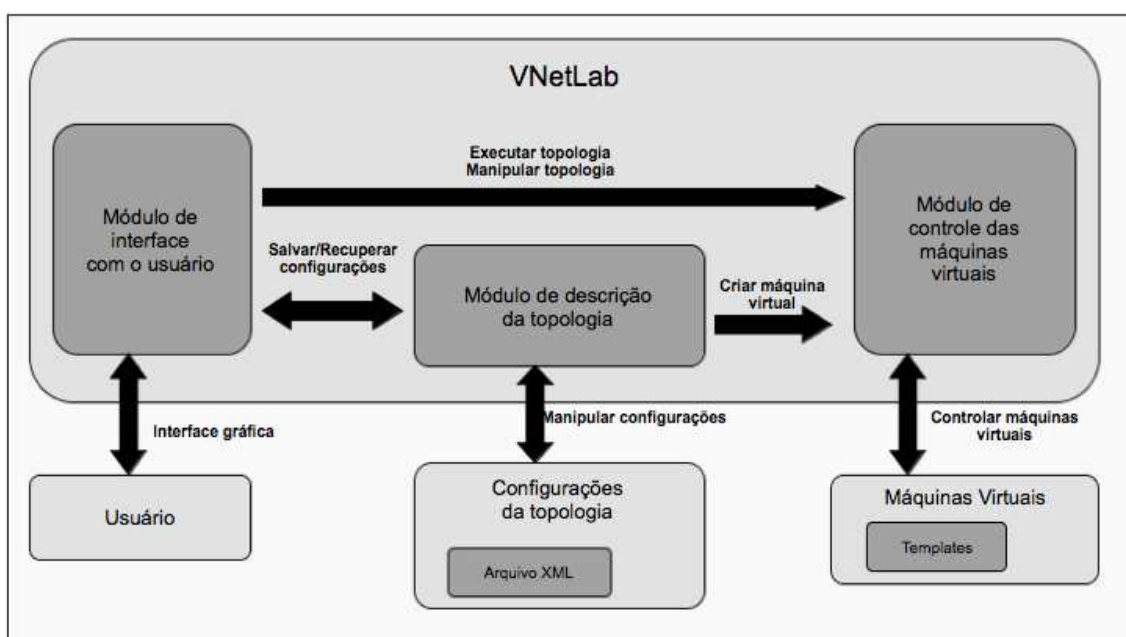 VNetLab
Executar topologia
Manipular topologia
Módulo de
interface
com o usuário
Salvar/Recuperar
configurações
Módulo de descrição
da topologia
Criar máquina
virtual
Módulo de
controle das
máquinas
virtuais
Interface gráfica
Manipular configurações
Controlar máquinas
virtuais
Usuário
Configurações
da topologia
Arquivo XML
Máquinas Virtuais
Templates